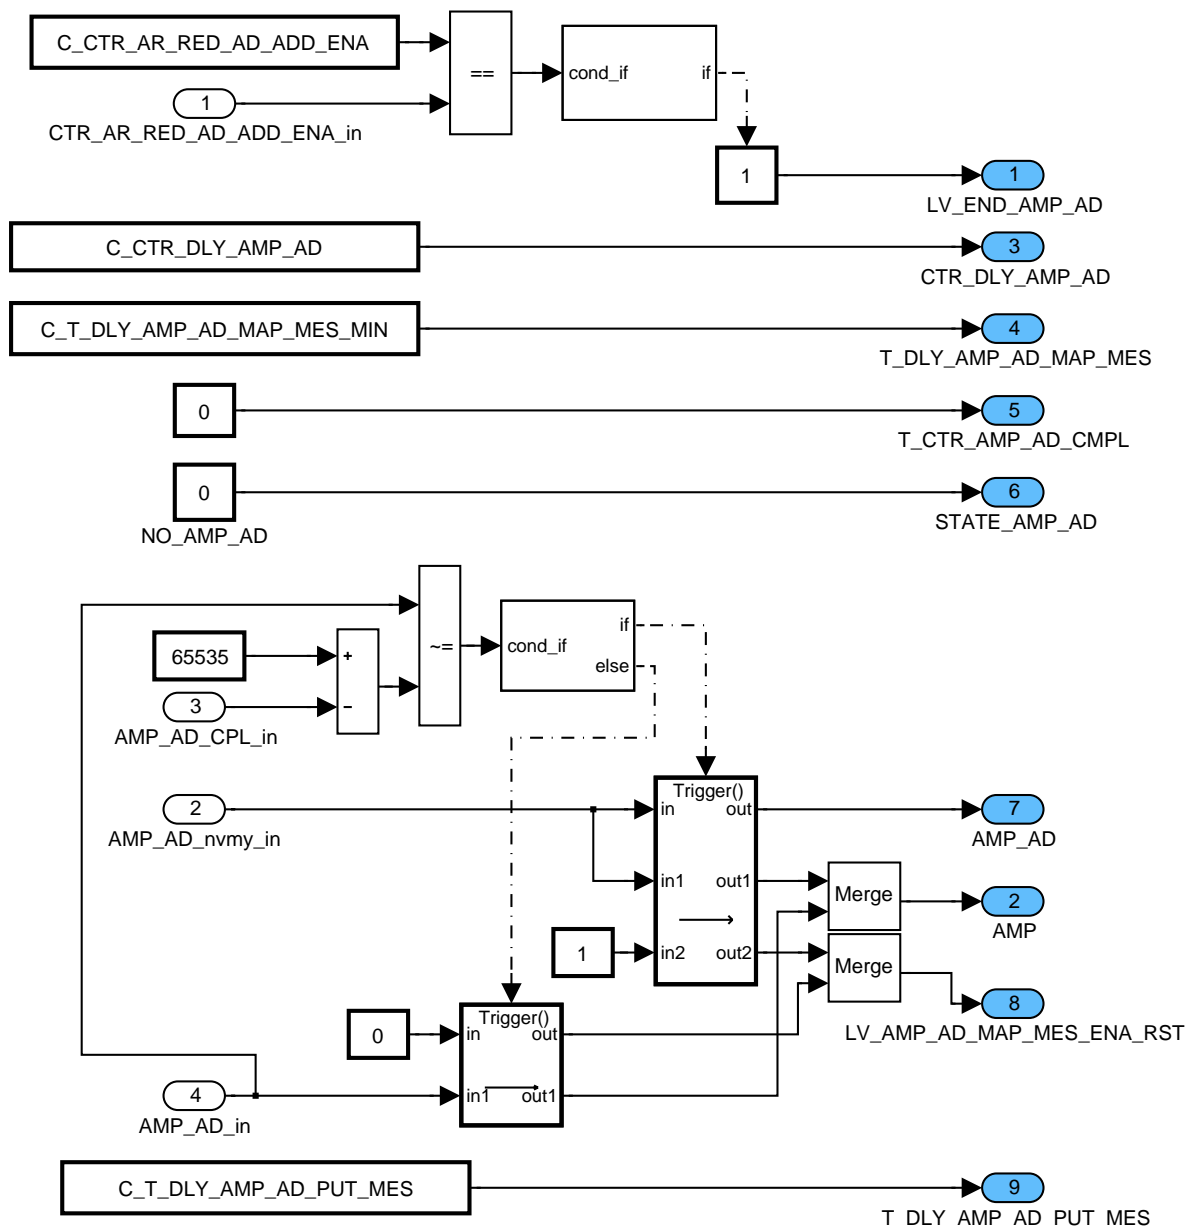 C_CTR_AR_RED_AD_ADD_ENA
==
cond_if
if
1
CTR_AR_RED_AD_ADD_ENA_in
1
1
LV_END_AMP_AD
C_CTR_DLY_AMP_AD
3
CTR_DLY_AMP_AD
C_T_DLY_AMP_AD_MAP_MES_MIN
4
T_DLY_AMP_AD_MAP_MES
0
5
T_CTR_AMP_AD_CMPL
0
6
NO_AMP_AD
STATE_AMP_AD
~=
cond_if
if
else
65535
+
−
3
AMP_AD_CPL_in
Trigger()
2
in
out
7
AMP_AD_nvmy_in
AMP_AD
in1
out1
Merge
2
AMP
1
in2
out2
Merge
8
LV_AMP_AD_MAP_MES_ENA_RST
Trigger()
0
in
out
4
in1
out1
AMP_AD_in
C_T_DLY_AMP_AD_PUT_MES
9
T_DLY_AMP_AD_PUT_MES